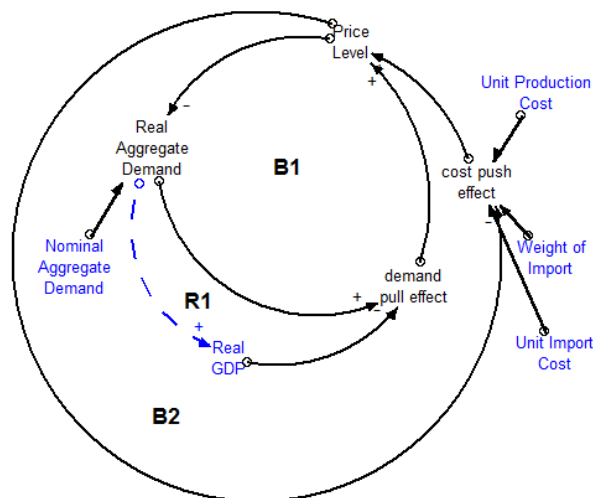 Price
Level
+
+
Unit Production
Cost
−
Real
Aggregate
Demand
B1
cost push
effect
−
Nominal
Aggregate
Demand
Weight of
Import
demand
pull effect
+
−
R1
+
Real
GDP
Unit Import
Cost
B2